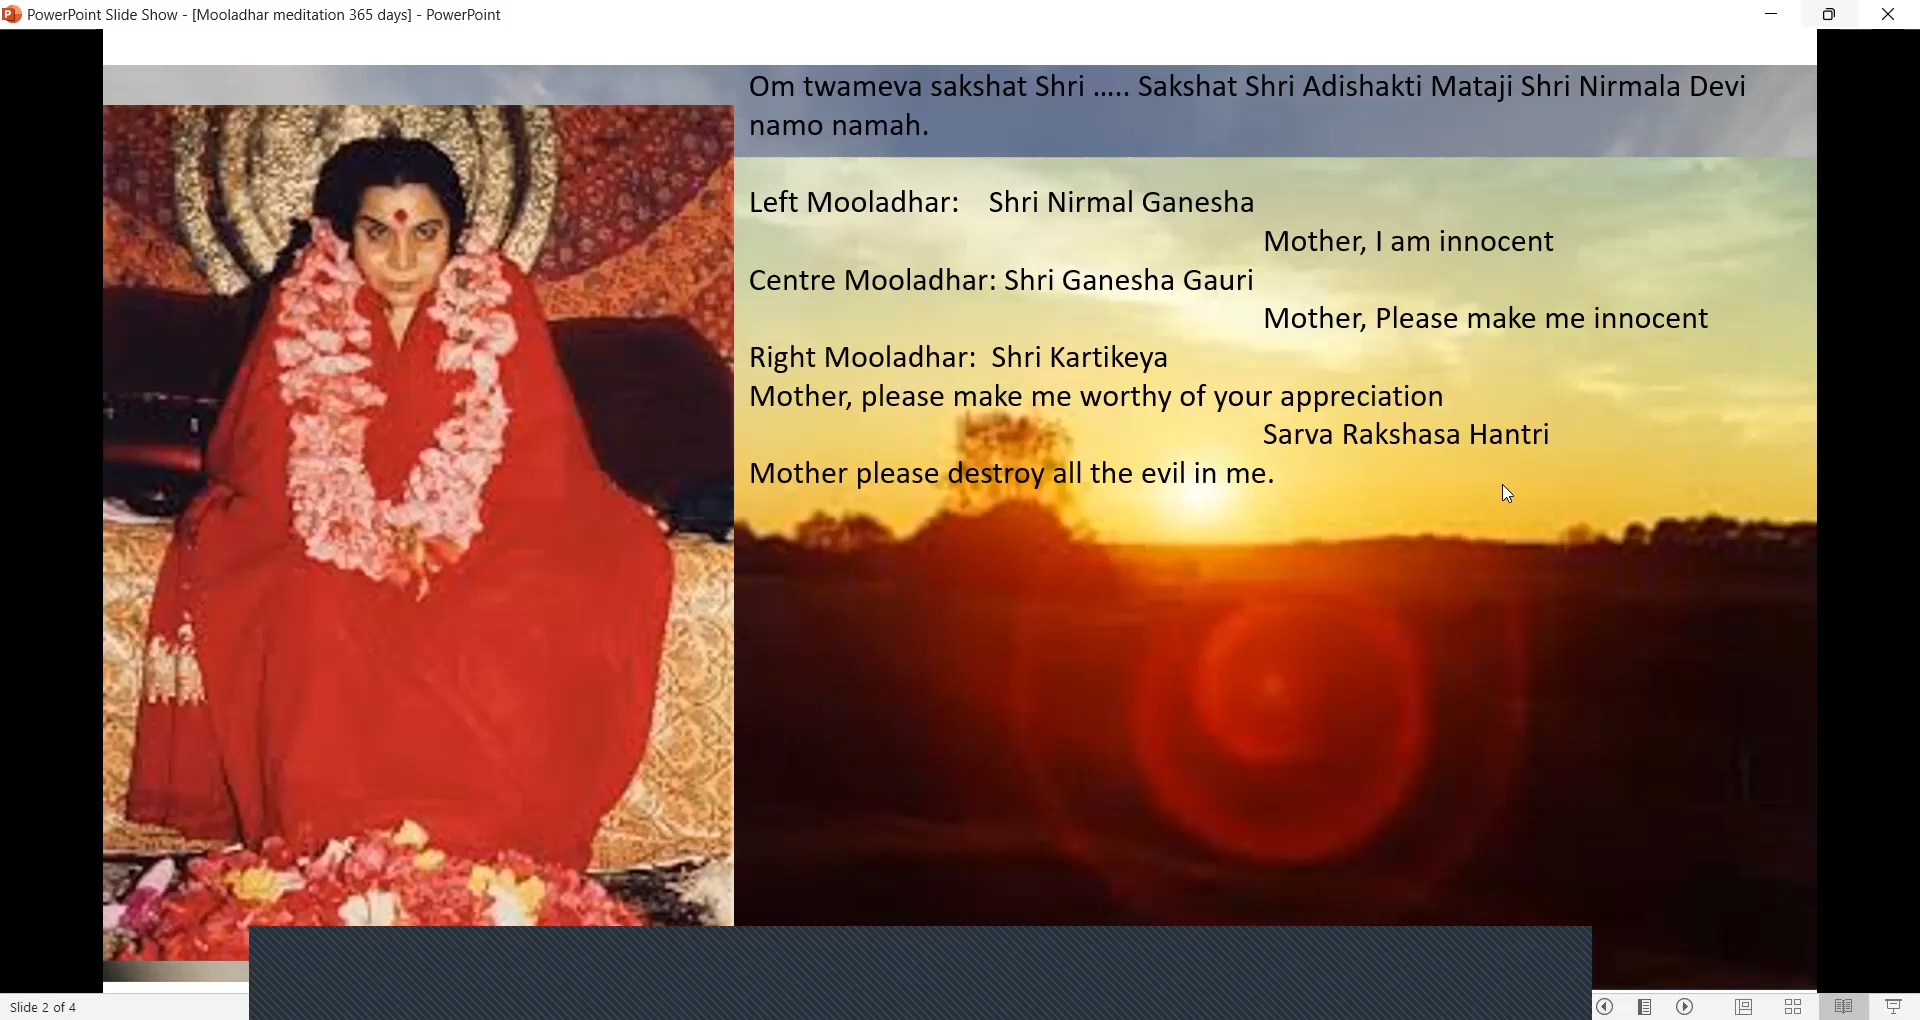 PowerPoint Slide Show - [Mooladhar meditation 365 days] - PowerPoint
Om twameva sakshat Shri ..... Sakshat Shri Adishakti Mataji Shri Nirmala Devi
namo namah.
Left Mooladhar: Shri Nirmal Ganesha
Mother, I am innocent
Centre Mooladhar: Shri Ganesha Gauri
Mother, Please make me innocent
Right Mooladhar: Shri Kartikeya
Mother, please make me worthy of your appreciation
Sarva Rakshasa Hantri
Mother please destroy all the evil in me.
Slide 2 of 4